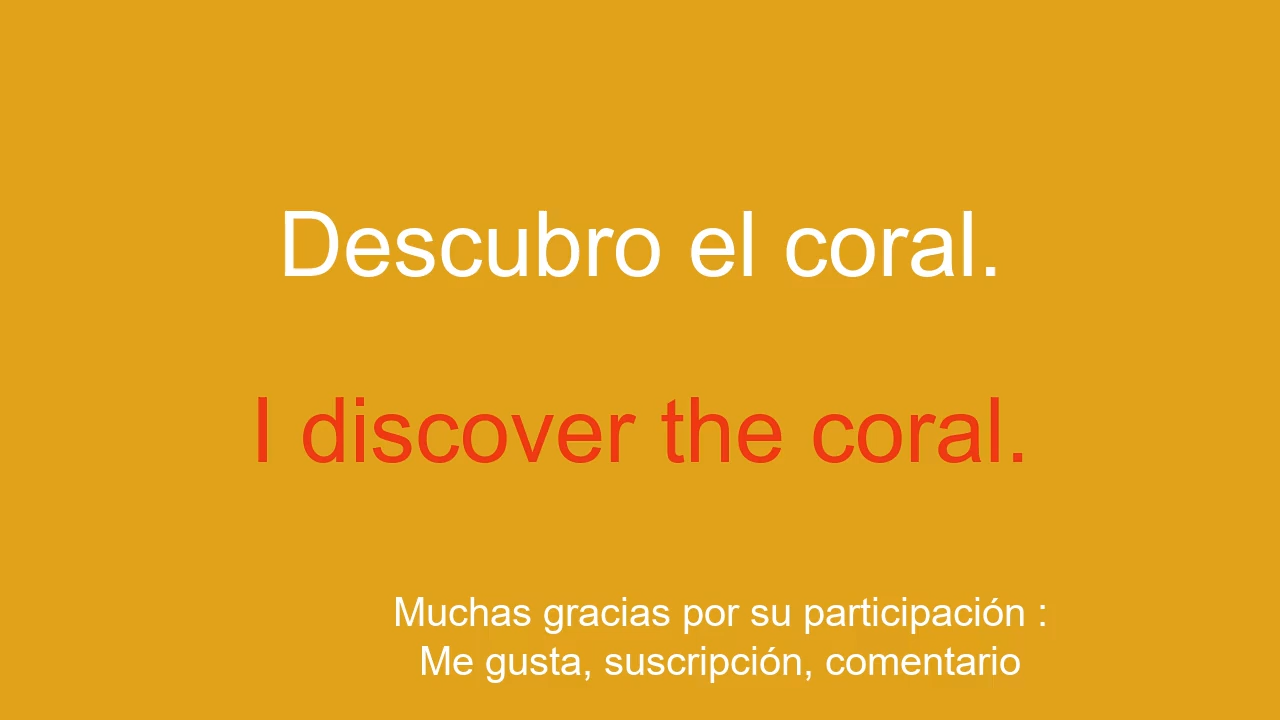 Descubro el coral.
I discover the coral.
Muchas gracias por su participación :
Me gusta, suscripción, comentario